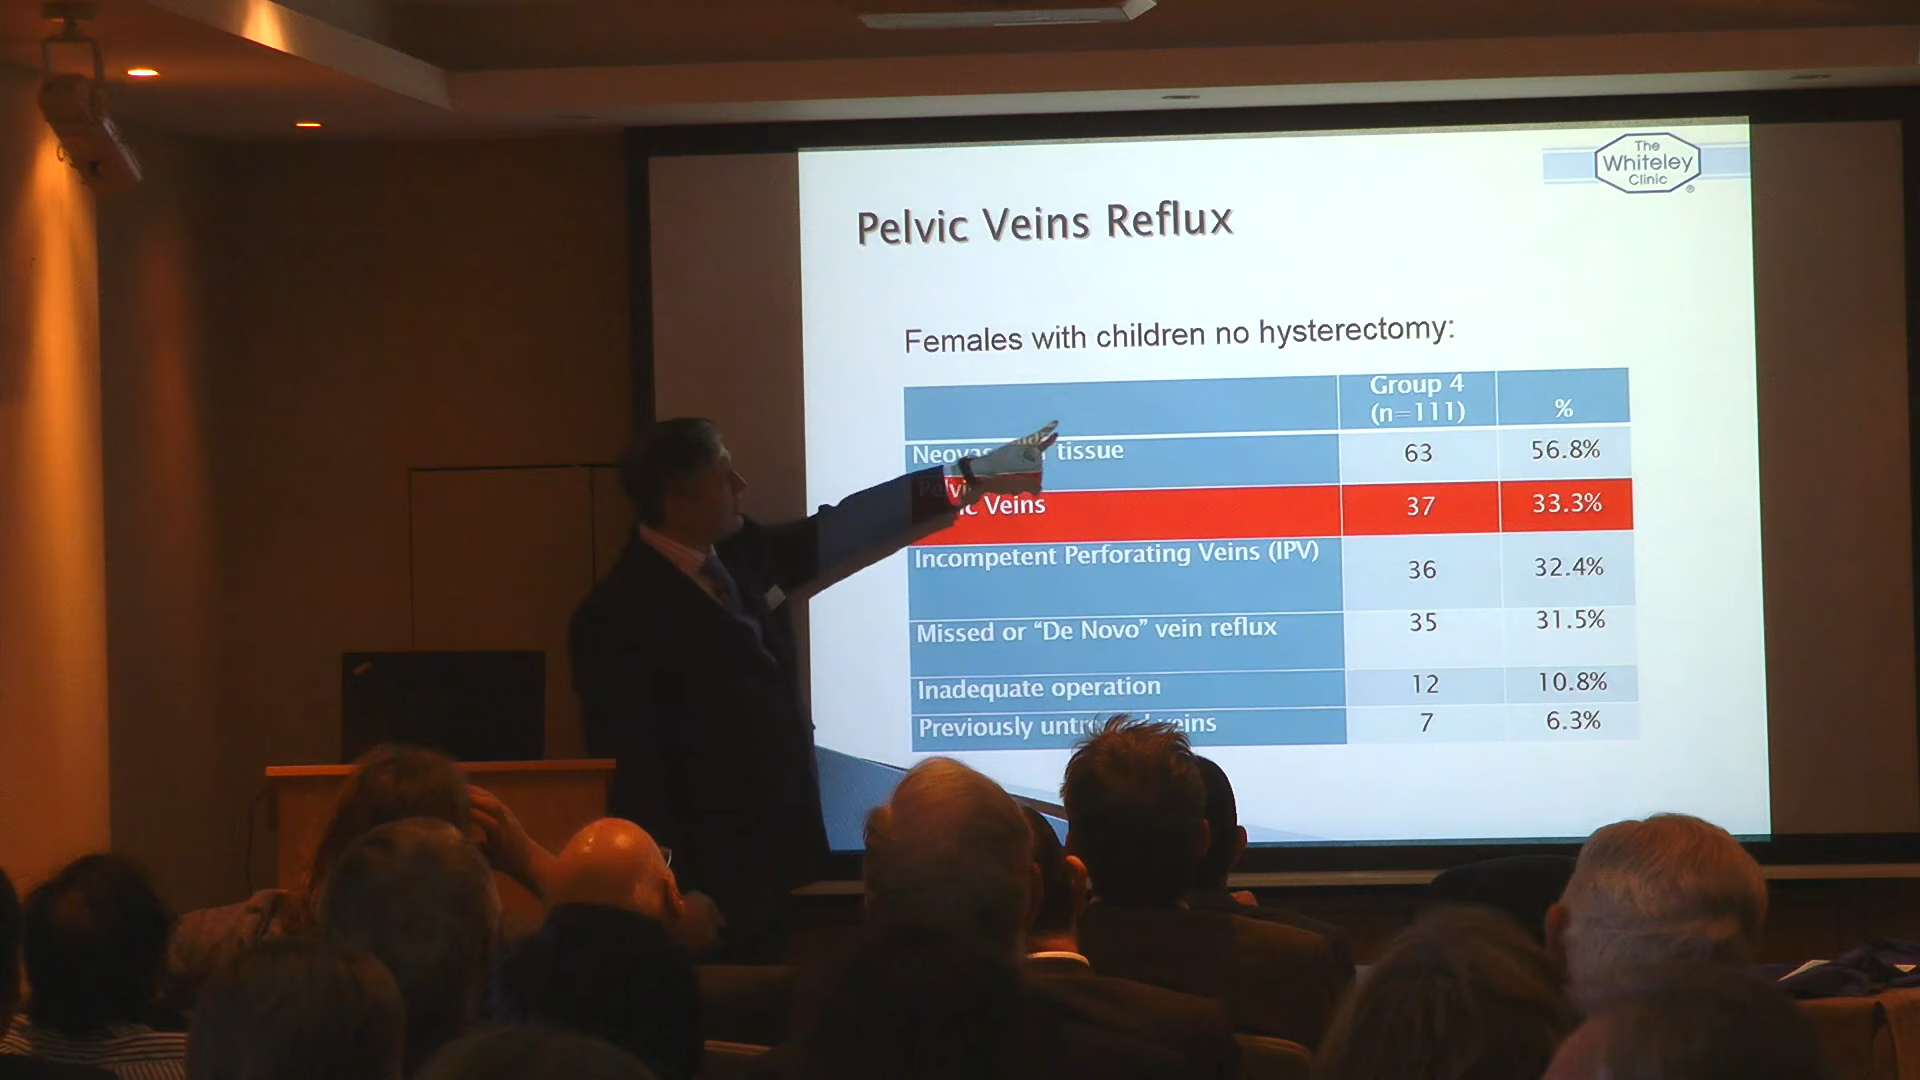 The
Whiteley
Clinic
®
Pelvic Veins Reflux
Females with children no hysterectomy:
Group 4
(n=111) %
tissue 63 56.8%
Veins 37 33.3%
Incompetent Perforating Veins (IPV) 36 32.4%
Missed or “De Novo” vein reflux 35 31.5%
Inadequate operation 12 10.8%
Previously veins 7 6.3%